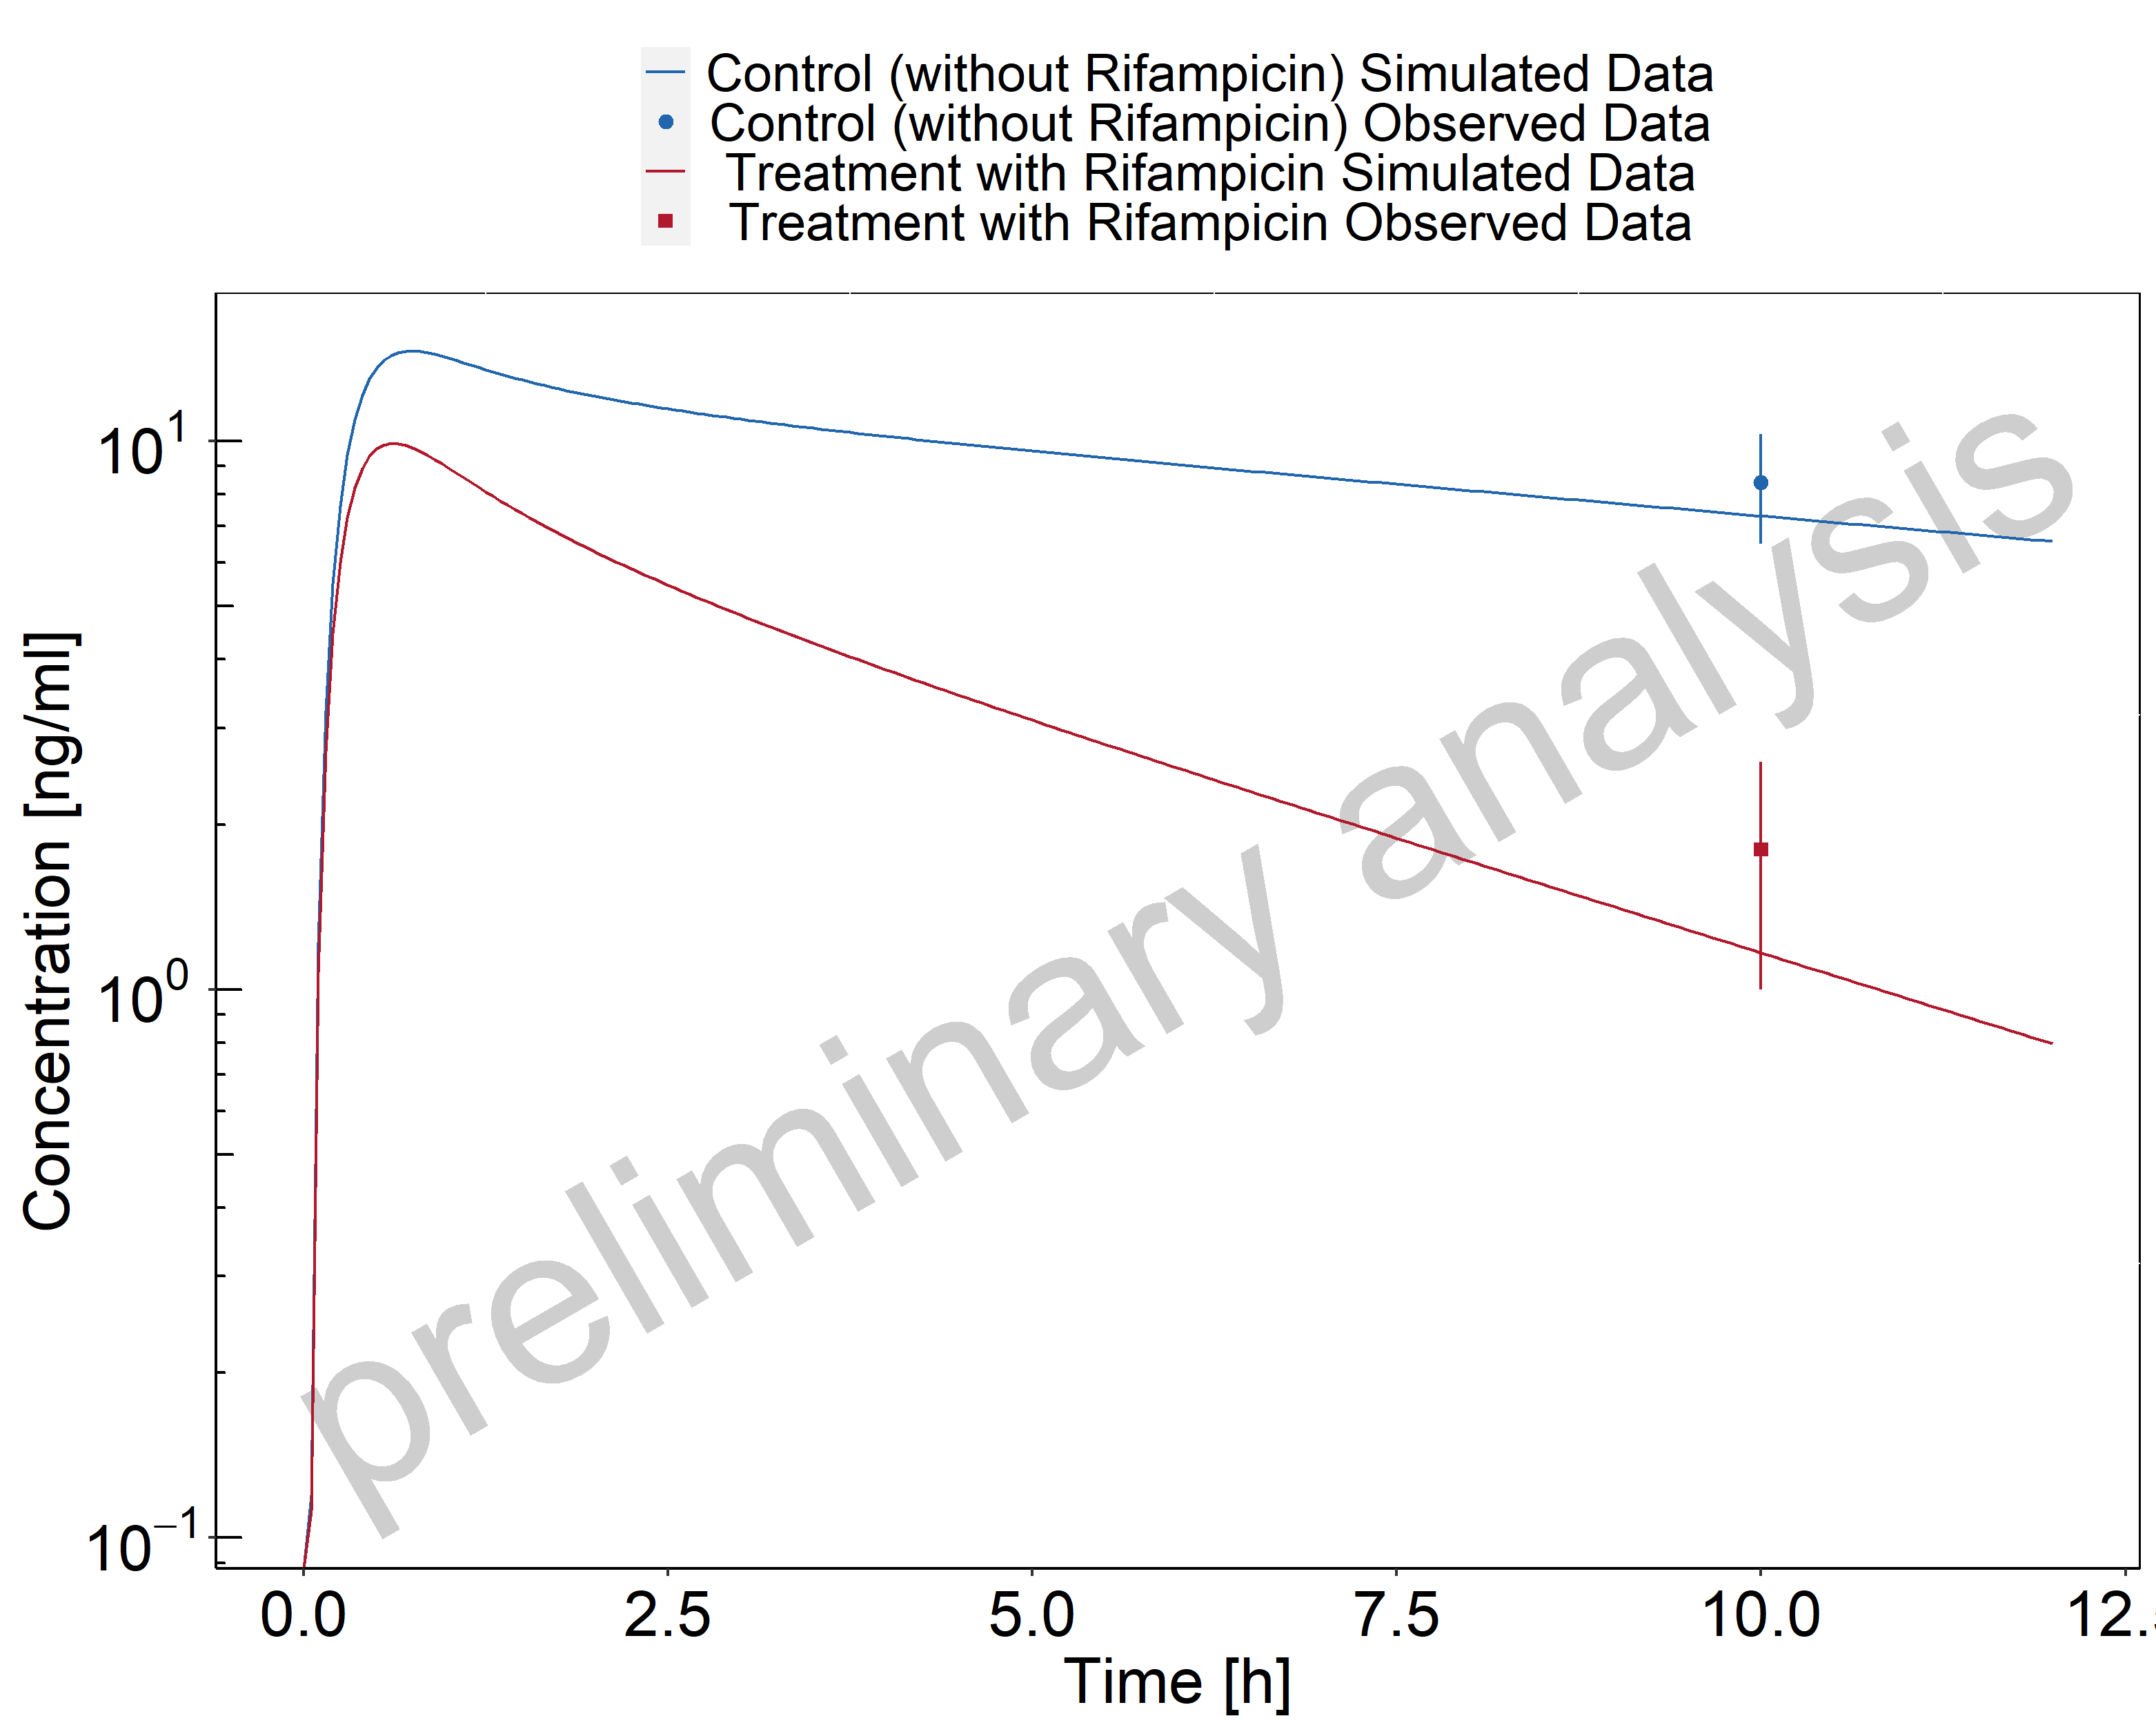 Control (without Rifampicin) Simulated Data
Control (without Rifampicin) Observed Data
Treatment with Rifampicin Simulated Data
Treatment with Rifampicin Observed Data
10¹
10⁰
10⁻¹
Concentration [ng/ml]
preliminary analysis
0.0 2.5 5.0 7.5 10.0 12.
Time [h]